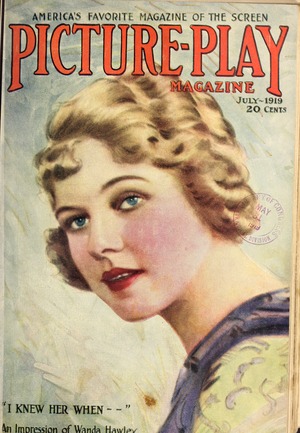 AMERICA'S FAVORITE MAGAZINE OF THE SCREEN
PICTURE-PLAY
MAGAZINE
JULY-1919
20 CENTS
MAY
"I KNEW HER WHEN - -"
An Impression of Wanda Hawley